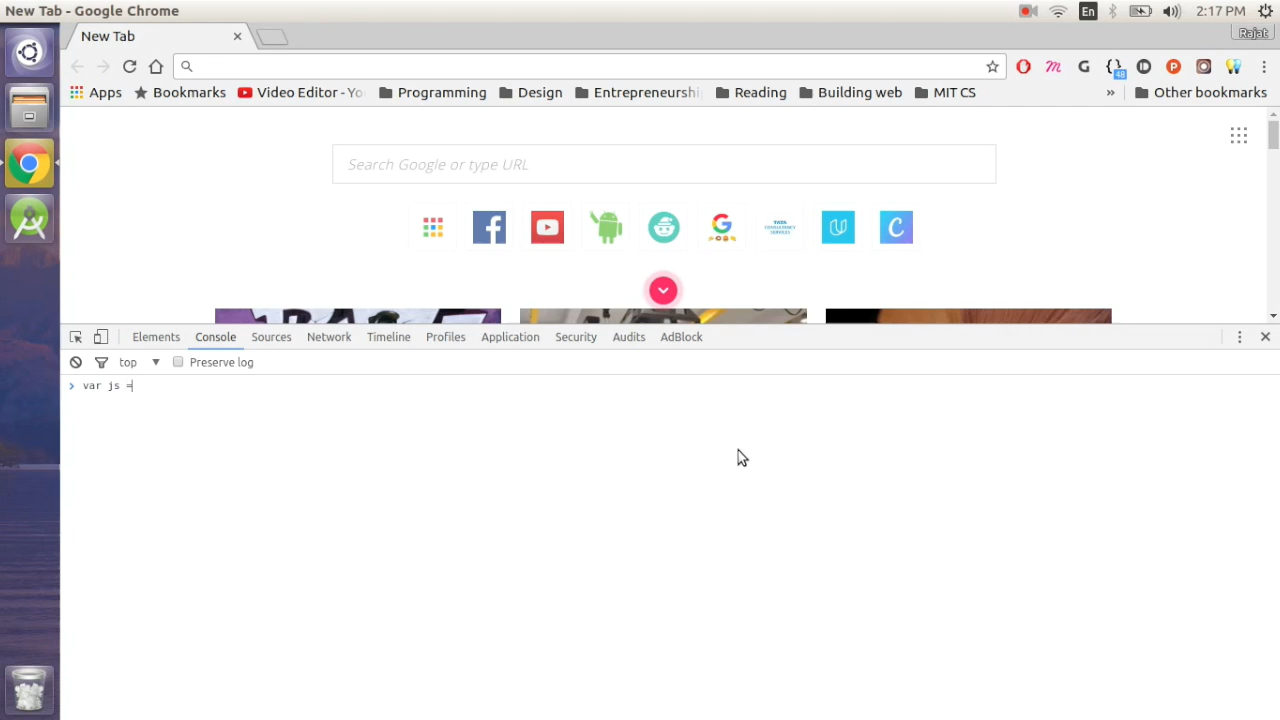 New Tab - Google Chrome
En
2:17 PM
New Tab
Rajat
48
Apps
Bookmarks
Video Editor - Yo
Programming
Design
Entrepreneurshi
Reading
Building web
MIT CS
»
Other bookmarks
Search Google or type URL
Elements
Console
Sources
Network
Timeline
Profiles
Application
Security
Audits
AdBlock
top
Preserve log
> var js =